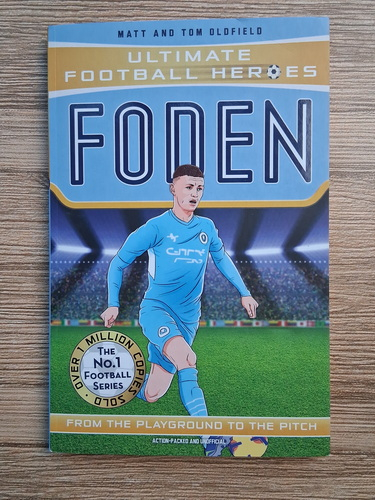 MATT AND TOM OLDFIELD
ULTIMATE
FOOTBALL HEROES
FODEN
OVER 1 MILLION COPIES SOLD
THE
No.1
FOOTBALL
SERIES
FROM THE PLAYGROUND TO THE PITCH
ACTION-PACKED AND UNOFFICIAL